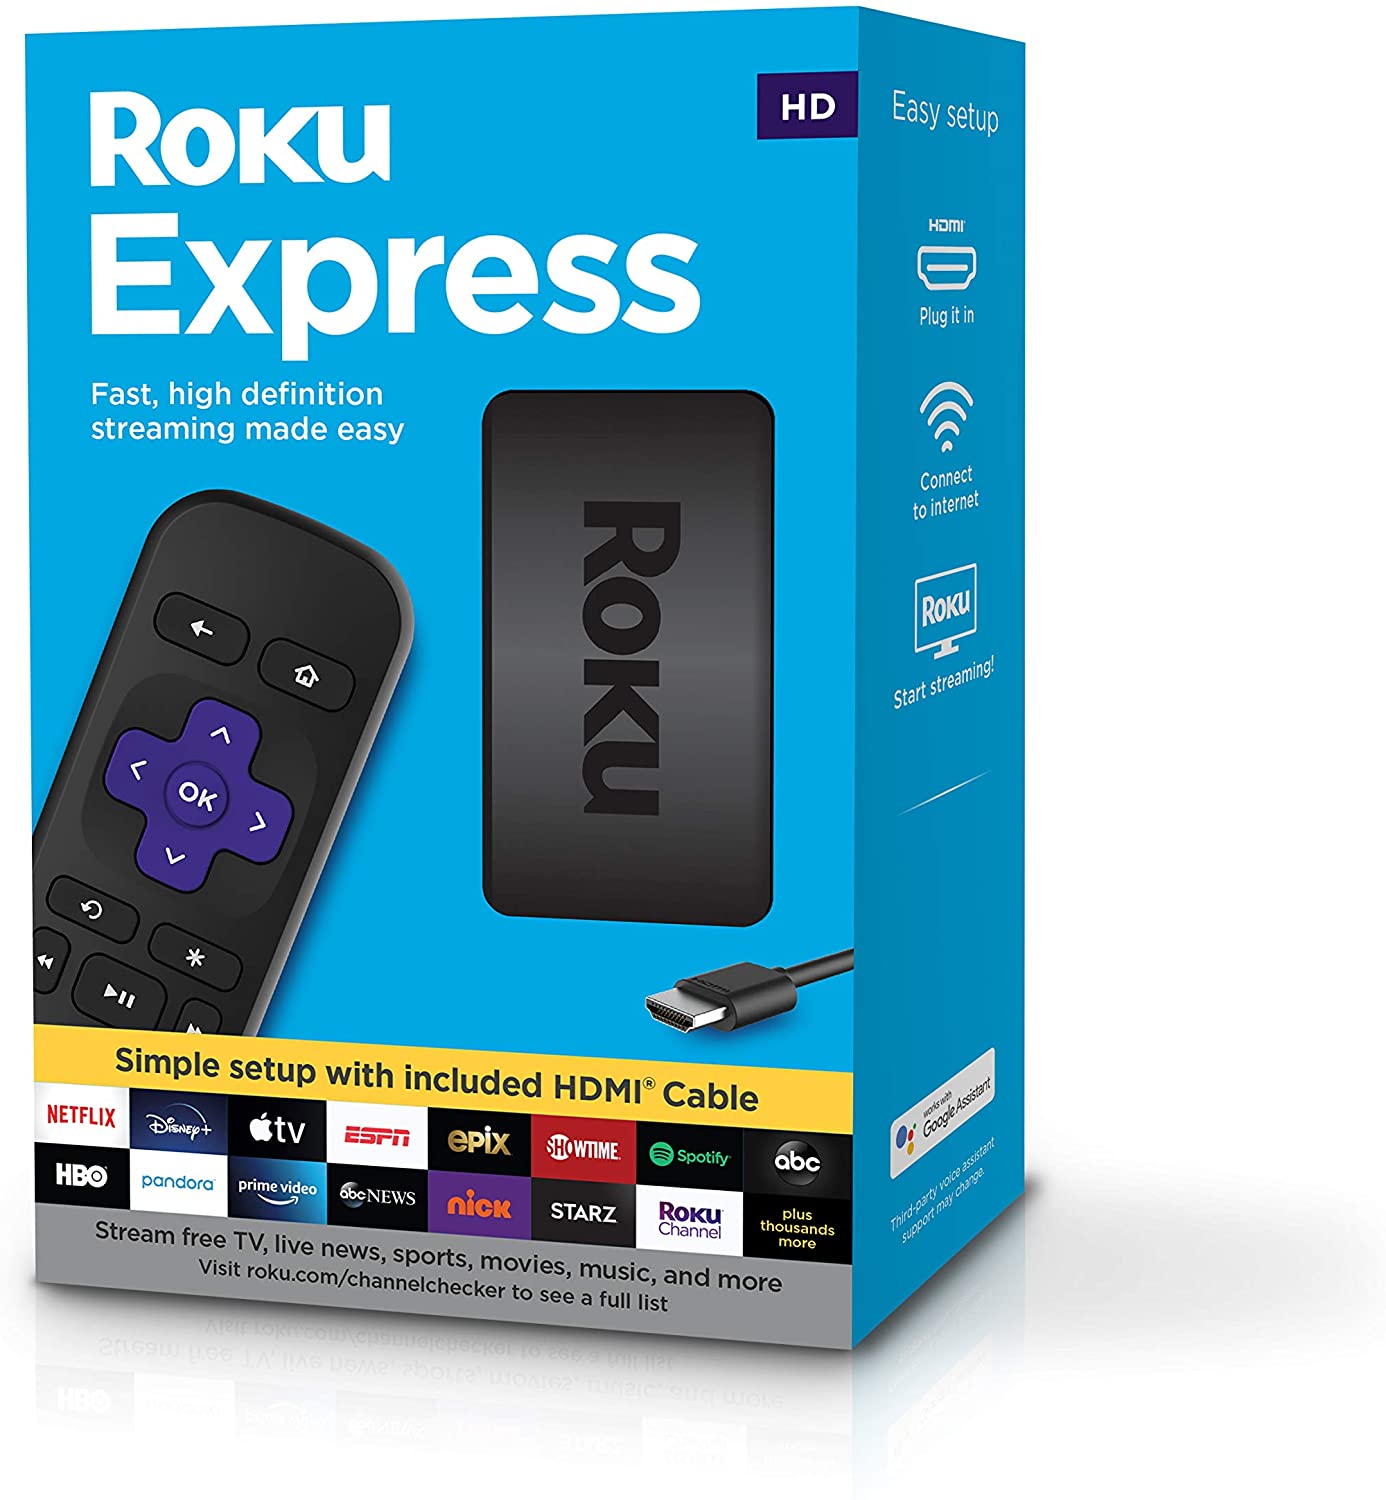 Roku
Express
HD
Fast, high definition
streaming made easy
Roku
OK
HDMI
Simple setup with included HDMI® Cable
NETFLIX
Disney+
tv
ESPN
epix
SHOWTIME
Spotify
abc
HBO
pandora
prime video
abc NEWS
nick
STARZ
Roku
Channel
plus
thousands
more
Stream free TV, live news, sports, movies, music, and more
Visit roku.com/channelchecker to see a full list
Easy setup
HDMI
Plug it in
Connect
to internet
Roku
Start streaming!
works with
Google Assistant
Third-party voice assistant
support may change.